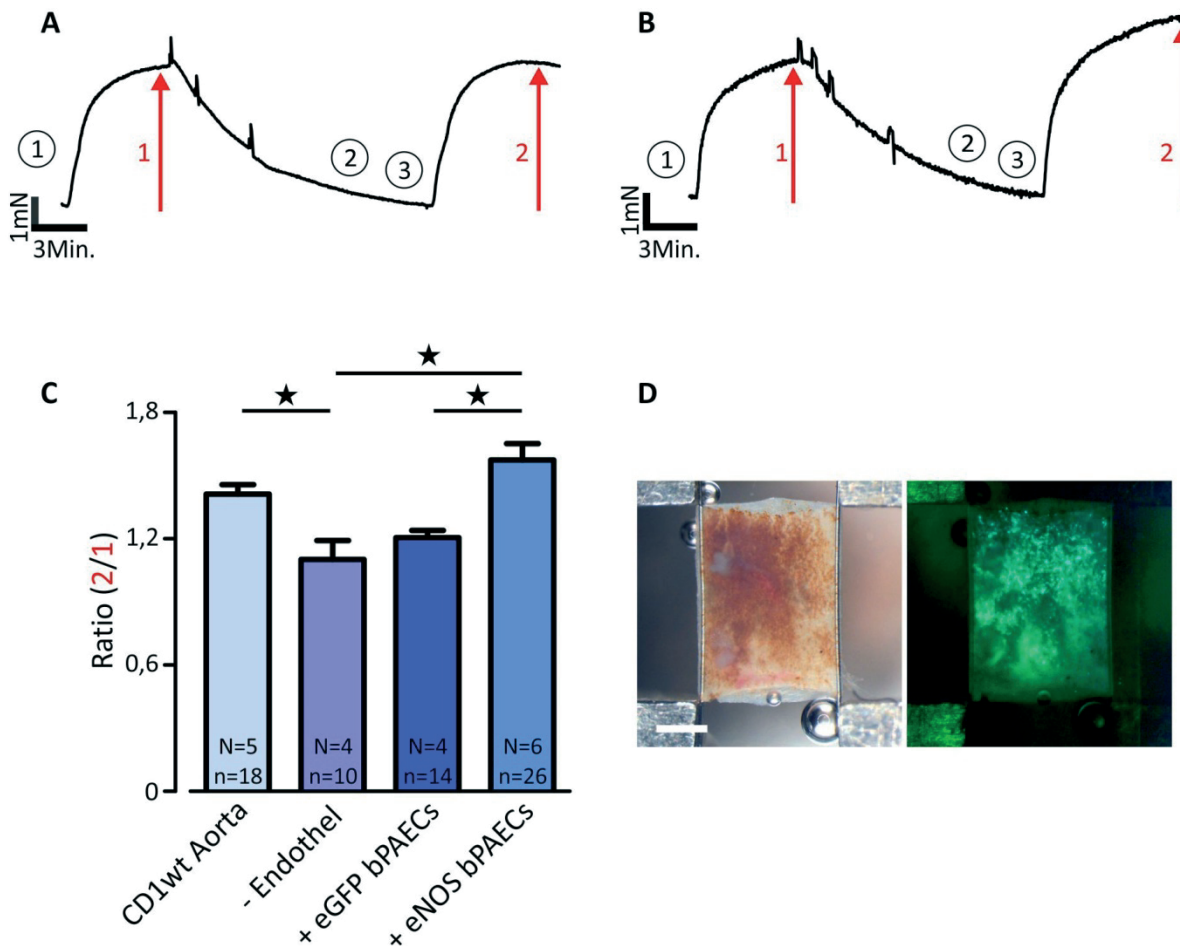 A
1
1
2
3
2
1mN
3Min.
B
1
1
2
3
2
1mN
3Min.
C
★
★
★
1,8
1,2
0,6
0
Ratio (2/1)
N=5
n=18
N=4
n=10
N=4
n=14
N=6
n=26
CD1wt Aorta
- Endothel
+ eGFP bPAECs
+ eNOS bPAECs
D